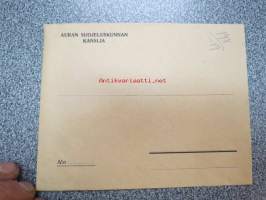 AURAN SUOJELUSKUNNAN
KANSLIA
Antikvariaatti.net
N:o